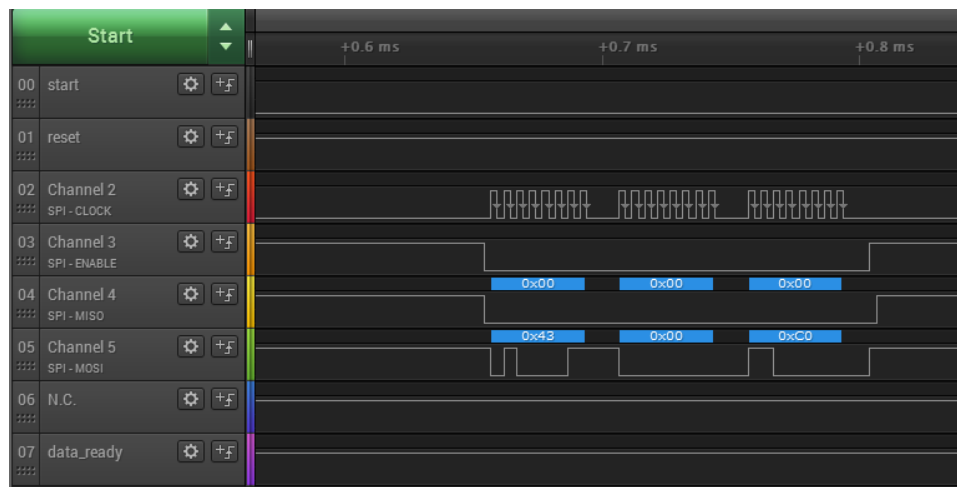 Start
+0.6 ms +0.7 ms +0.8 ms
00 start
01 reset
02 Channel 2
SPI - CLOCK
03 Channel 3
SPI - ENABLE
0x00 0x00 0x00
04 Channel 4
SPI - MISO
0x43 0x00 0xC0
05 Channel 5
SPI - MOSI
06 N.C.
07 data_ready